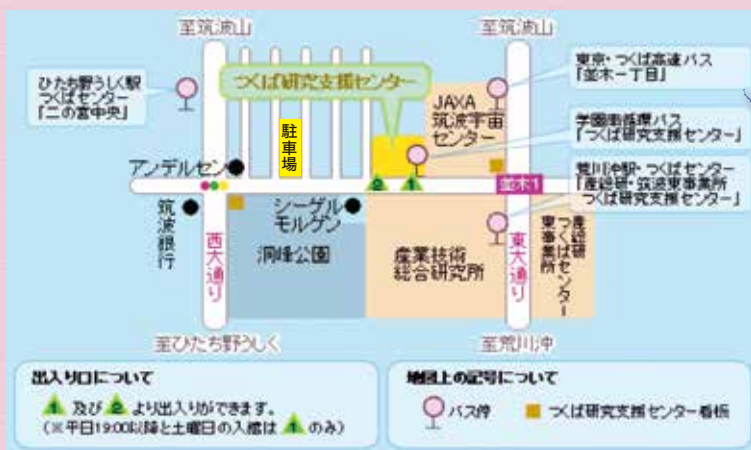 至筑波山
至筑波山
ひたち野うしく駅
つくばセンター
「二の宮中央」
つくば研究支援センター
JAXA
筑波宇宙
センター
東京・つくば高速バス
「並木一丁目」
学園南循環バス
「つくば研究支援センター」
荒川沖駅・つくばセンター
「産総研・筑波東事業所
つくば研究支援センター」
駐車場
アンデルセン
2
1
並木1
筑波銀行
西大通り
シーゲル
モルゲン
洞峰公園
産業技術
総合研究所
東大通り
産総研
つくばセンター
東事業所
至ひたち野うしく
至荒川沖
出入り口について
1 及び 2 より出入りができます。
(※平日19:00以降と土曜日の入館は 1 のみ)
地図上の記号について
バス停
つくば研究支援センター看板